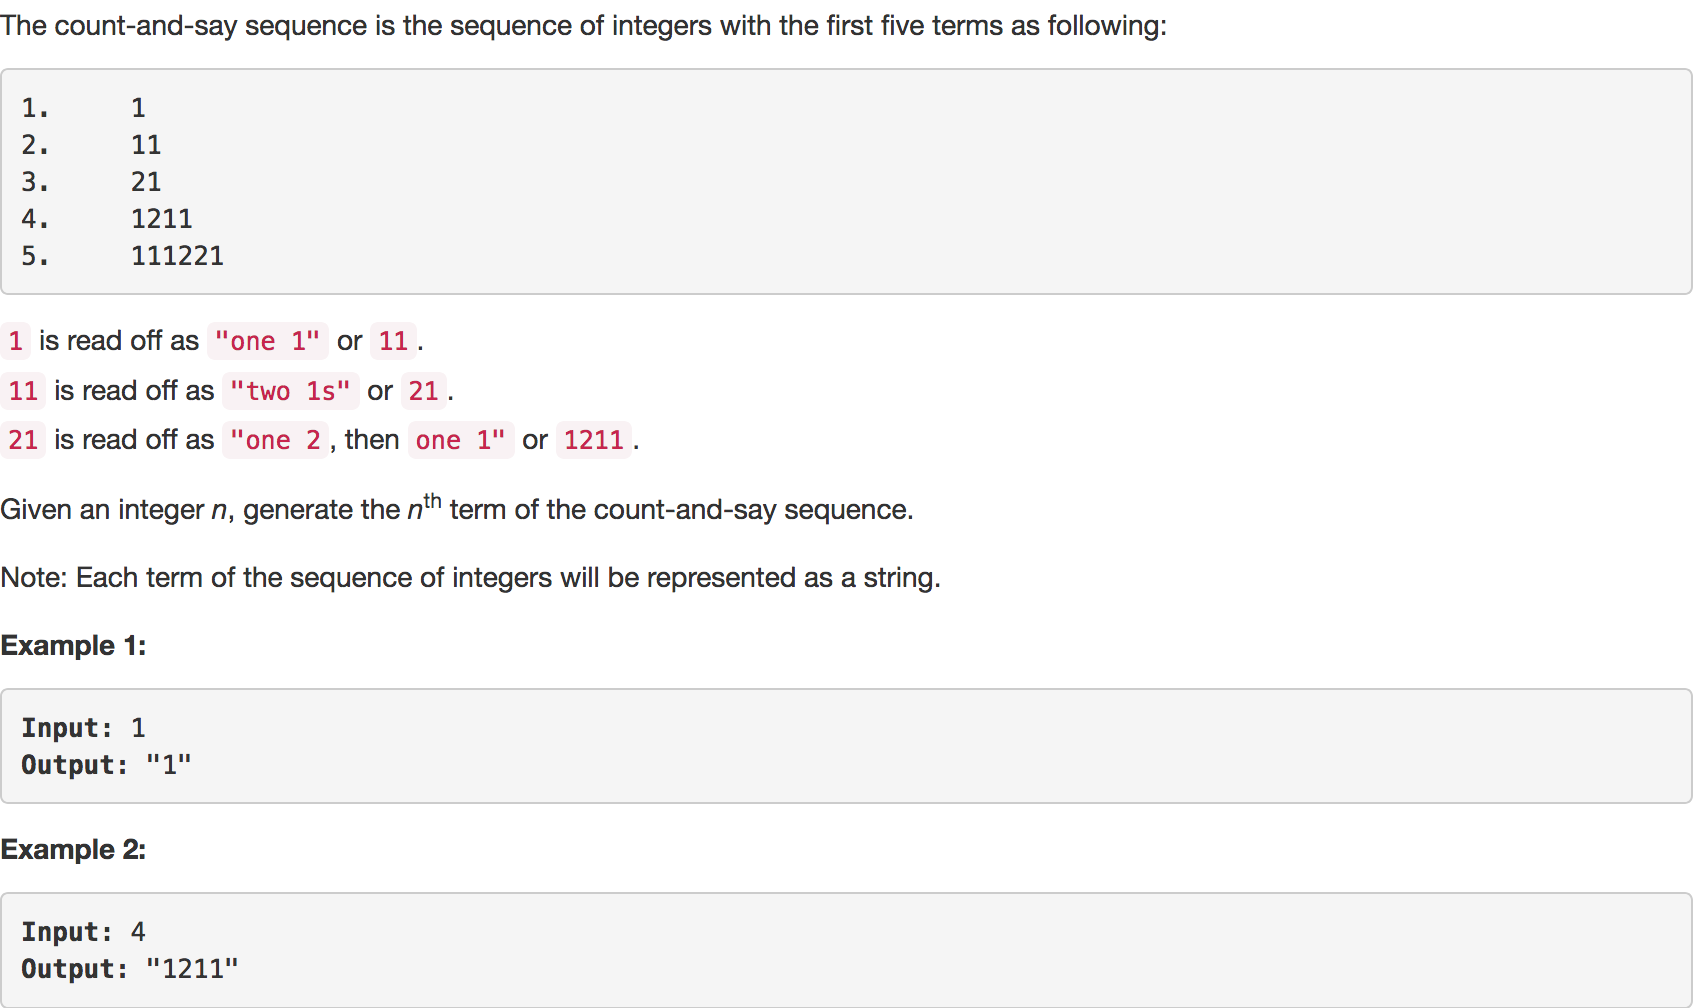 The count-and-say sequence is the sequence of integers with the first five terms as following:
1.     1
2.     11
3.     21
4.     1211
5.     111221
1 is read off as "one 1" or 11.
11 is read off as "two 1s" or 21.
21 is read off as "one 2, then one 1" or 1211.
Given an integer n, generate the nth term of the count-and-say sequence.
Note: Each term of the sequence of integers will be represented as a string.
Example 1:
Input: 1
Output: "1"
Example 2:
Input: 4
Output: "1211"